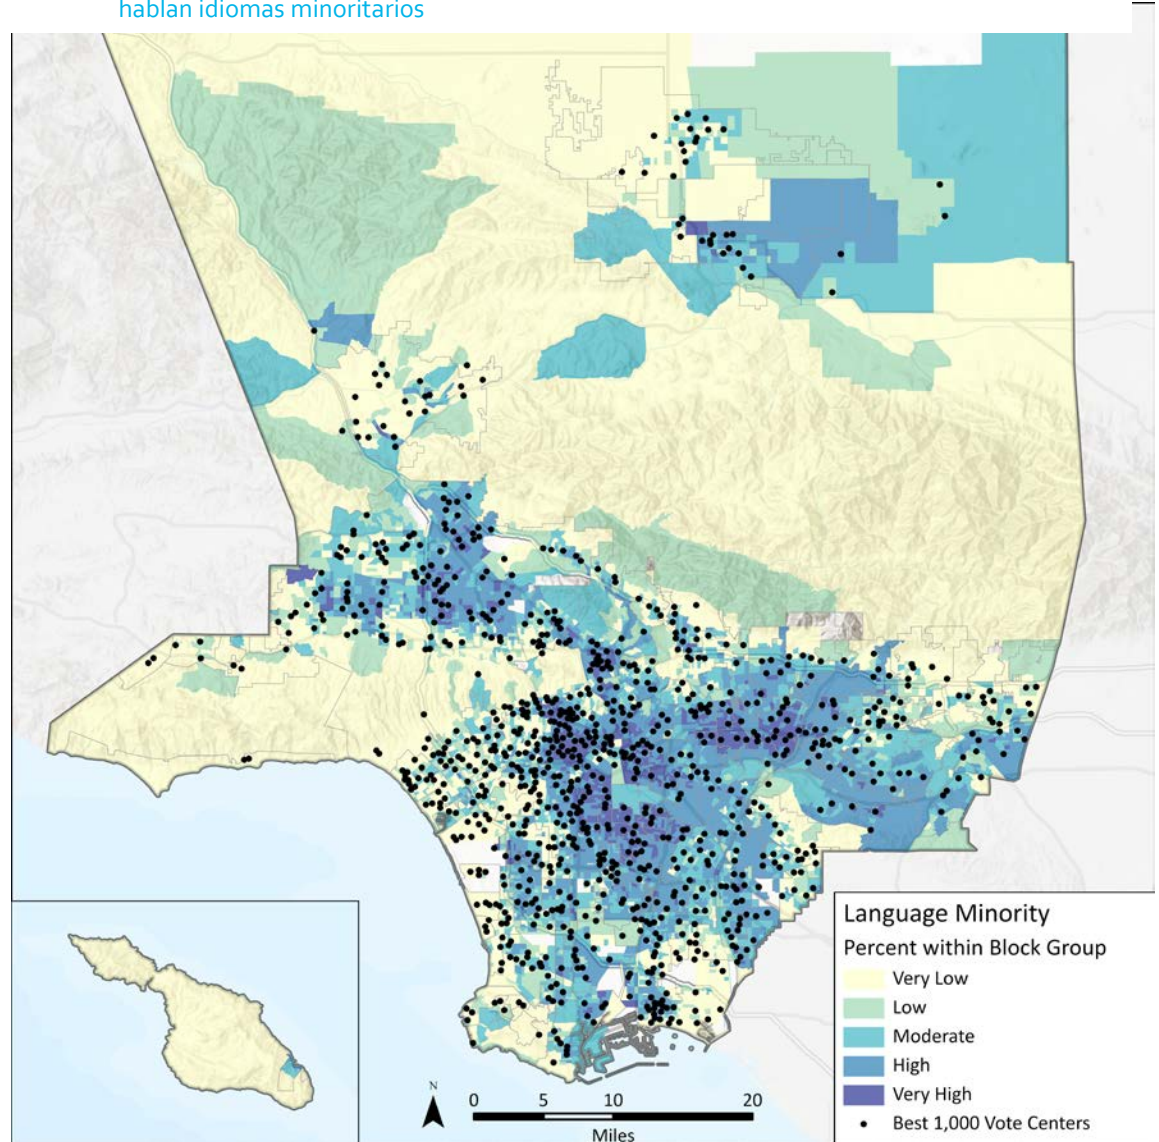 hablan idiomas minoritarios
Language Minority
Percent within Block Group
Very Low
Low
Moderate
High
Very High
Best 1,000 Vote Centers
N
0 5 10 20
Miles